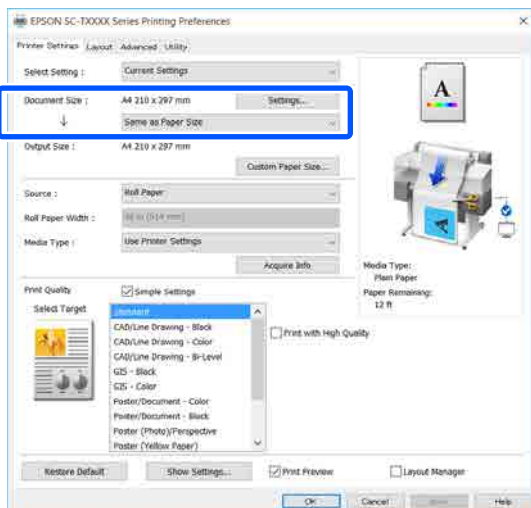 EPSON SC-TXXXX Series Printing Preferences
Printer Settings Layout Advanced Utility
Select Setting : Current Settings
Document Size : A4 210 x 297 mm Settings...
↓ Same as Paper Size
Output Size : A4 210 x 297 mm
Custom Paper Size...
Source : Roll Paper
Roll Paper Width :
Media Type : Use Printer Settings
Acquire Info
A
Media Type:
Plain Paper
Paper Remaining:
12 ft
Print Quality Simple Settings
Select Target
Standard
CAD/Line Drawing - Black
CAD/Line Drawing - Color
CAD/Line Drawing - Bi-Level
GIS - Black
GIS - Color
Poster/Document - Color
Poster/Document - Black
Poster (Photo)/Perspective
Poster (Yellow Paper)
Print with High Quality
Restore Default Show Settings... Print Preview Layout Manager
OK Cancel Help